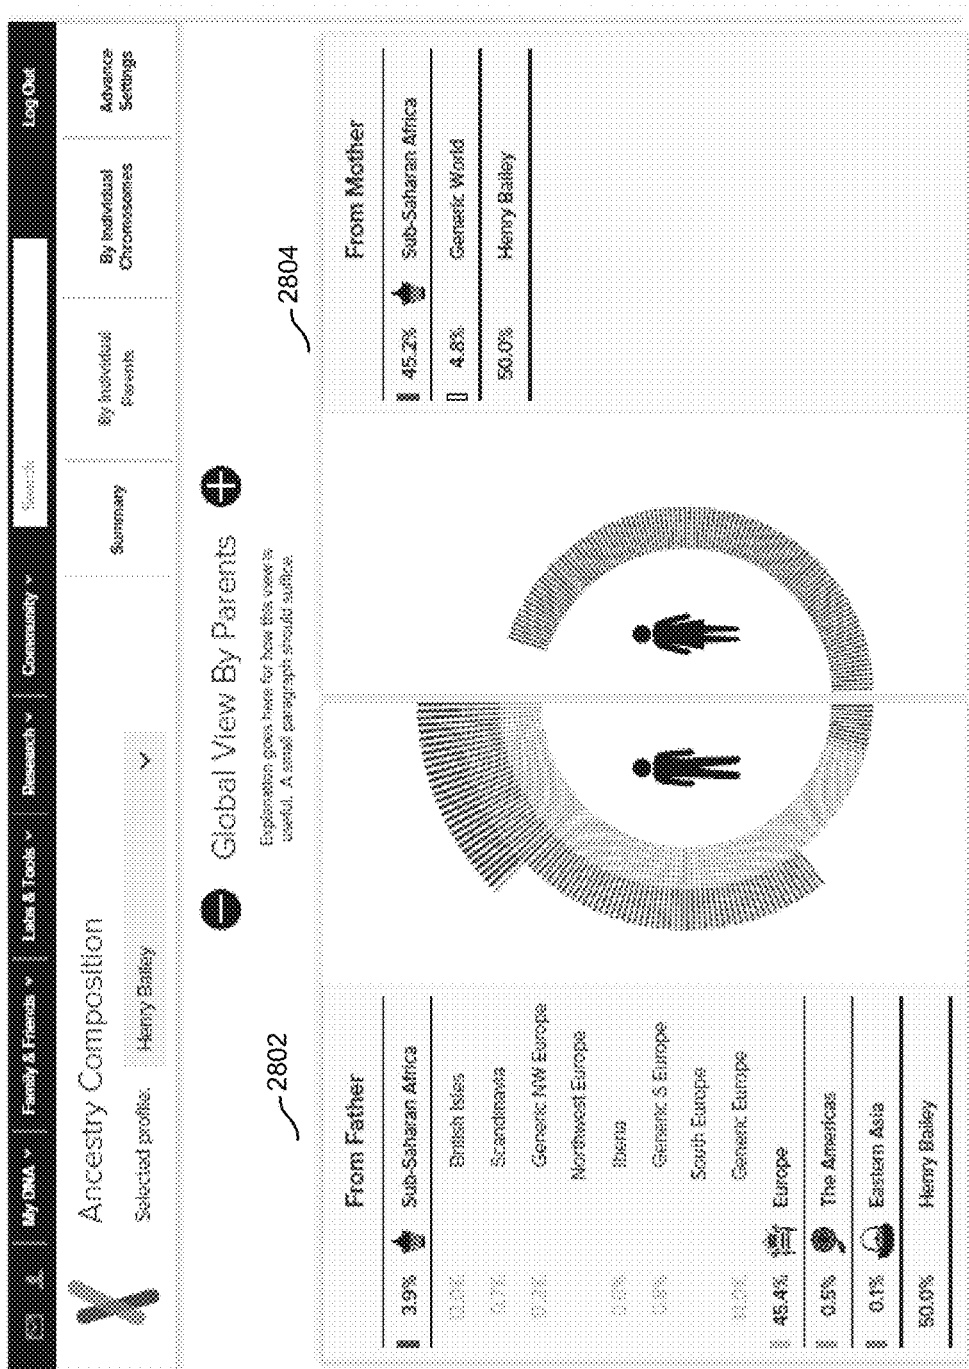 My DNA
Family & Friends
Labs & Tools
Research
Community
Search
Log Out
Ancestry Composition
Selected profile:
Henry Bailey
Summary
By Individual
Parents
By Individual
Chromosomes
Advance
Settings
Global View By Parents
Explanation goes here for how this view is
useful. A small paragraph should suffice.
2802
2804
From Father
3.9% Sub-Saharan Africa
British Isles
Scandinavia
Generic NW Europe
Northwest Europe
Iberia
Generic S Europe
South Europe
Generic Europe
45.4% Europe
0.5% The Americas
0.1% Eastern Asia
50.0% Henry Bailey
From Mother
45.2% Sub-Saharan Africa
4.8% Generic World
50.0% Henry Bailey